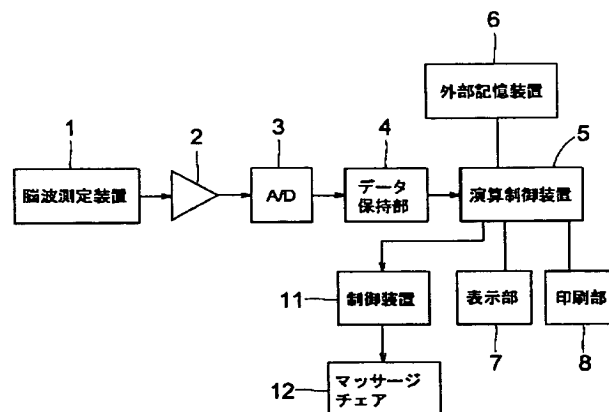 6
外部記憶装置
1
2
3
4
5
脳波測定装置
A/D
データ
保持部
演算制御装置
11
制御装置
表示部
印刷部
7
8
12
マッサージ
チェア